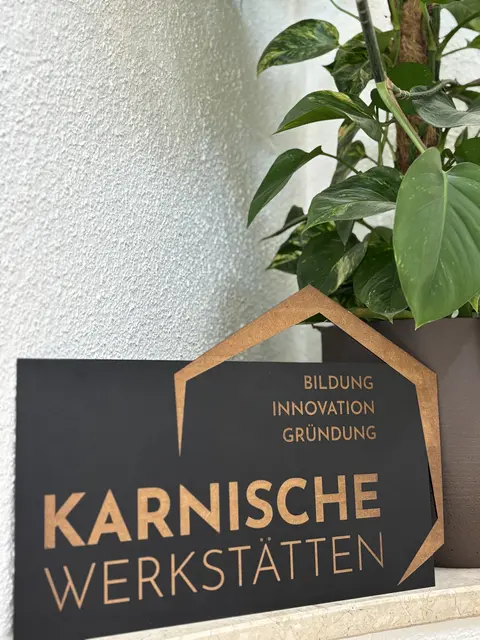 BILDUNG
INNOVATION
GRÜNDUNG
KARNISCHE
WERKSTÄTTEN